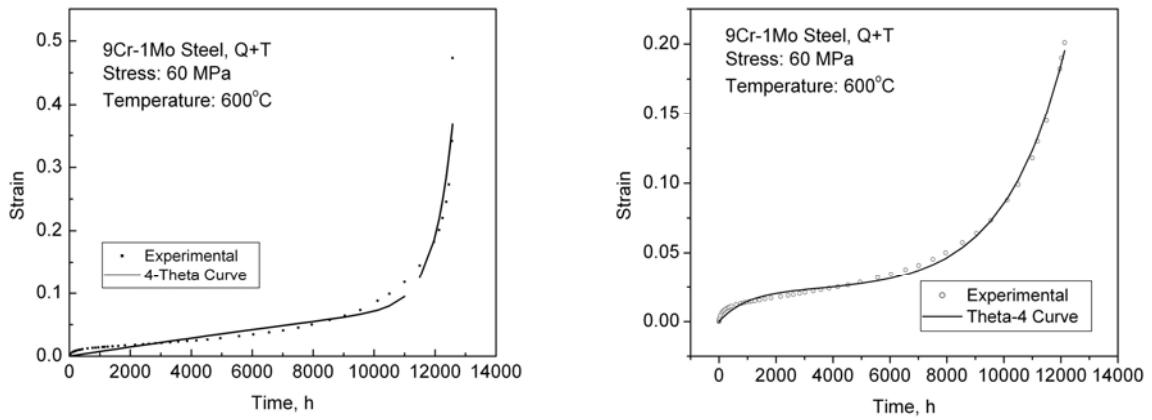 0.5
0.4
0.3
0.2
0.1
0.0
Strain
9Cr-1Mo Steel, Q+T
Stress: 60 MPa
Temperature: 600°C
Experimental
4-Theta Curve
0 2000 4000 6000 8000 10000 12000 14000
Time, h
0.20
0.15
0.10
0.05
0.00
Strain
9Cr-1Mo Steel, Q+T
Stress: 60 MPa
Temperature: 600°C
Experimental
Theta-4 Curve
0 2000 4000 6000 8000 10000 12000 14000
Time, h